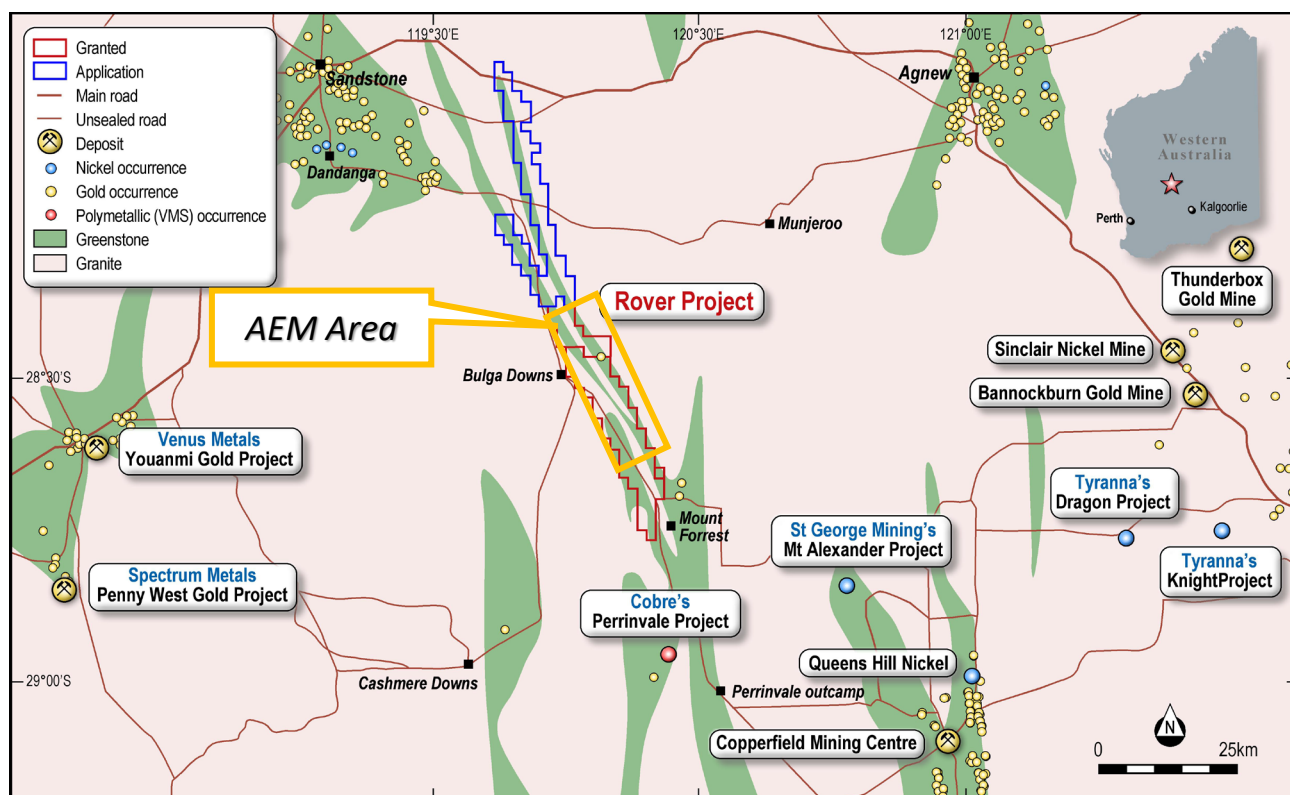 Granted
Application
Main road
Unsealed road
Deposit
Nickel occurrence
Gold occurrence
Polymetallic (VMS) occurrence
Greenstone
Granite
119°30'E
120°30'E
121°00'E
Sandstone
Dandanga
Agnew
Munjeroo
Western
Australia
Perth
Kalgoorlie
Thunderbox
Gold Mine
Rover Project
AEM Area
Sinclair Nickel Mine
Bannockburn Gold Mine
28°30'S
Bulga Downs
Venus Metals
Youanmi Gold Project
Tyranna's
Dragon Project
Mount
Forrest
St George Mining's
Mt Alexander Project
Tyranna's
KnightProject
Spectrum Metals
Penny West Gold Project
Cobre's
Perrinvale Project
Queens Hill Nickel
29°00'S
Cashmere Downs
Perrinvale outcamp
Copperfield Mining Centre
N
0 25km